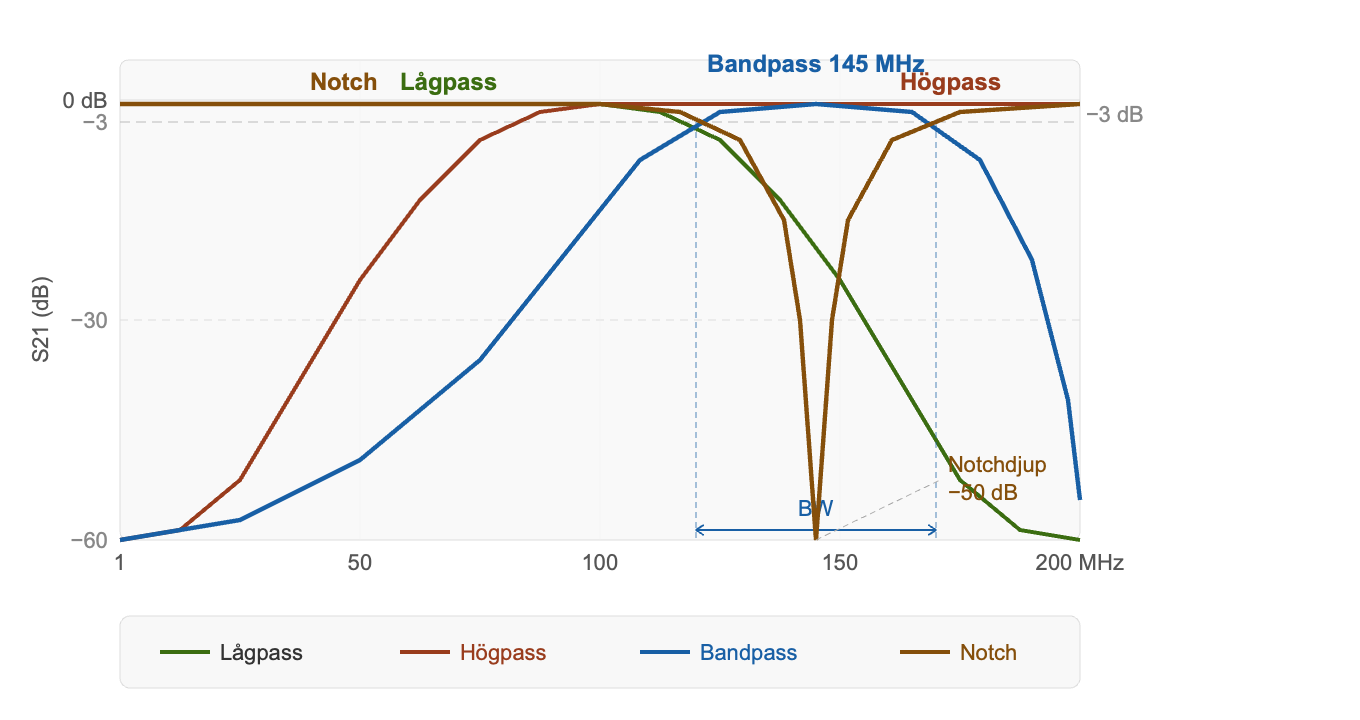 Bandpass 145 MHz
Notch Lågpass Högpass
0 dB
−3
−3 dB
S21 (dB)
−30
Notchdjup
−50 dB
BW
−60
1 50 100 150 200 MHz
Lågpass Högpass Bandpass Notch